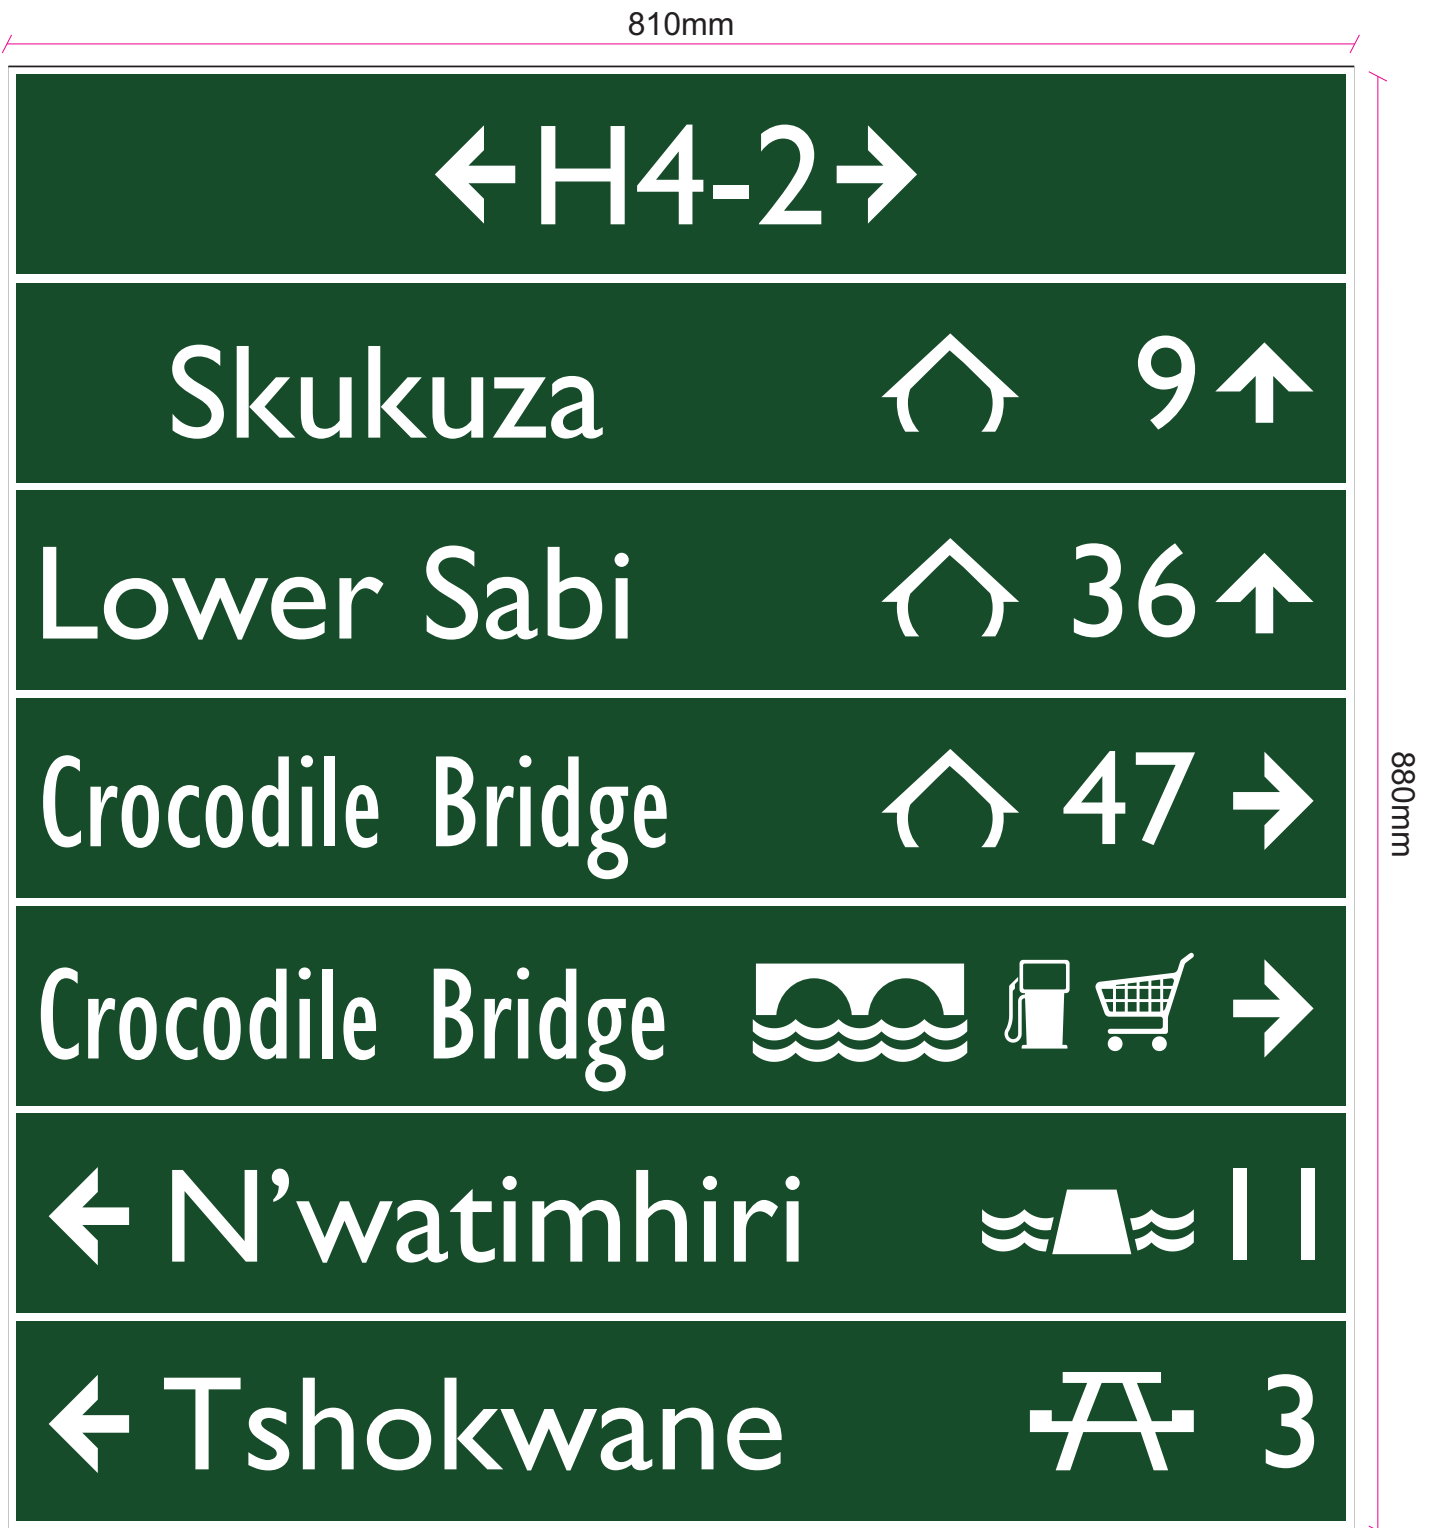 810mm
←H4-2→
Skukuza 9↑
Lower Sabi 36↑
Crocodile Bridge 47→
880mm
Crocodile Bridge →
← N’watimhiri 11
← Tshokwane 3